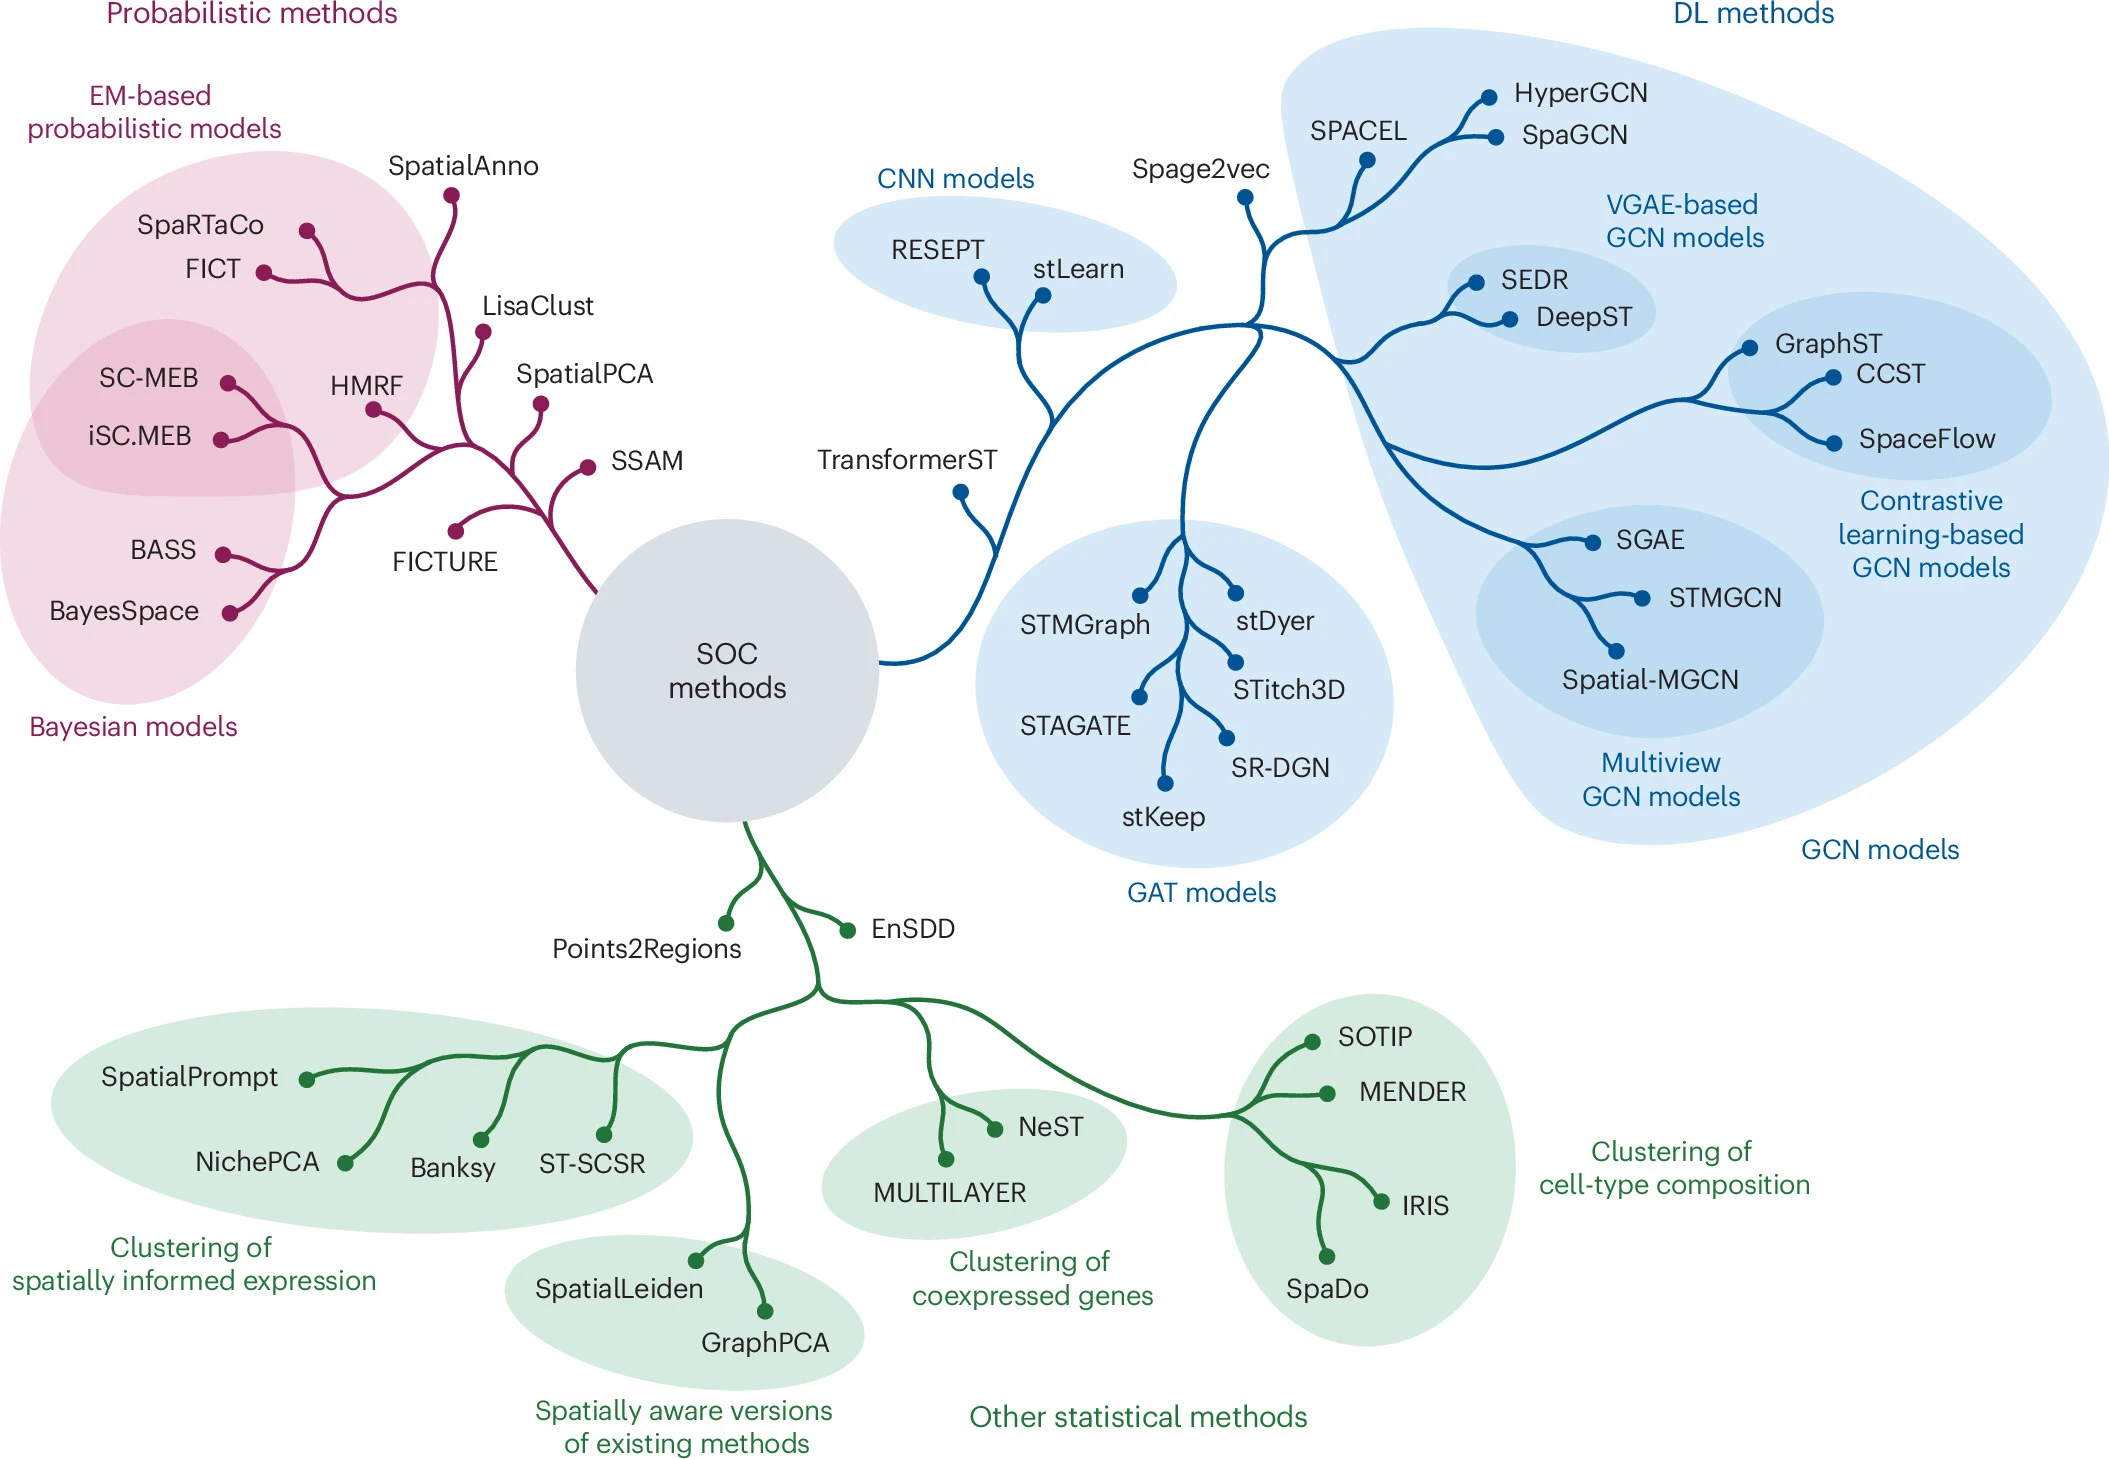 Probabilistic methods
DL methods
EM-based
probabilistic models
SpatialAnno
SpaRTaCo
FICT
LisaClust
SC-MEB
HMRF
SpatialPCA
iSC.MEB
SSAM
BASS
FICTURE
BayesSpace
Bayesian models
SOC
methods
CNN models
RESEPT
stLearn
TransformerST
Spage2vec
SPACEL
HyperGCN
SpaGCN
VGAE-based
GCN models
SEDR
DeepST
GraphST
CCST
SpaceFlow
Contrastive
learning-based
GCN models
SGAE
STMGCN
Spatial-MGCN
Multiview
GCN models
GCN models
STMGraph
stDyer
STitch3D
STAGATE
SR-DGN
stKeep
GAT models
Points2Regions
EnSDD
SpatialPrompt
NichePCA
Banksy
ST-SCSR
Clustering of
spatially informed expression
SpatialLeiden
GraphPCA
Spatially aware versions
of existing methods
NeST
MULTILAYER
Clustering of
coexpressed genes
SOTIP
MENDER
IRIS
SpaDo
Clustering of
cell-type composition
Other statistical methods